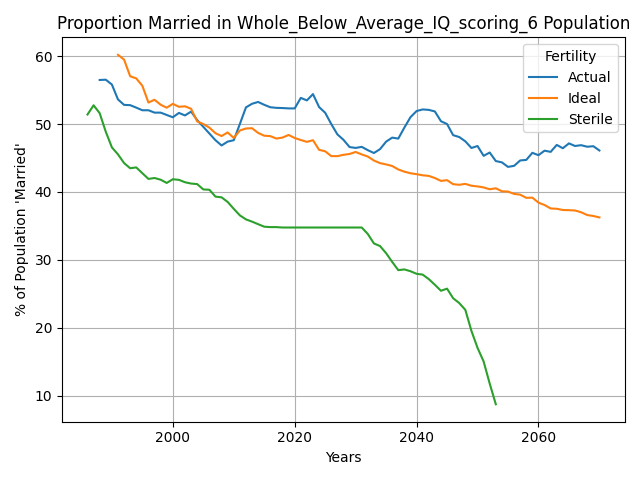 Proportion Married in Whole_Below_Average_IQ_scoring_6 Population
% of Population 'Married'
60
50
40
30
20
10
Fertility
Actual
Ideal
Sterile
2000
2020
2040
2060
Years